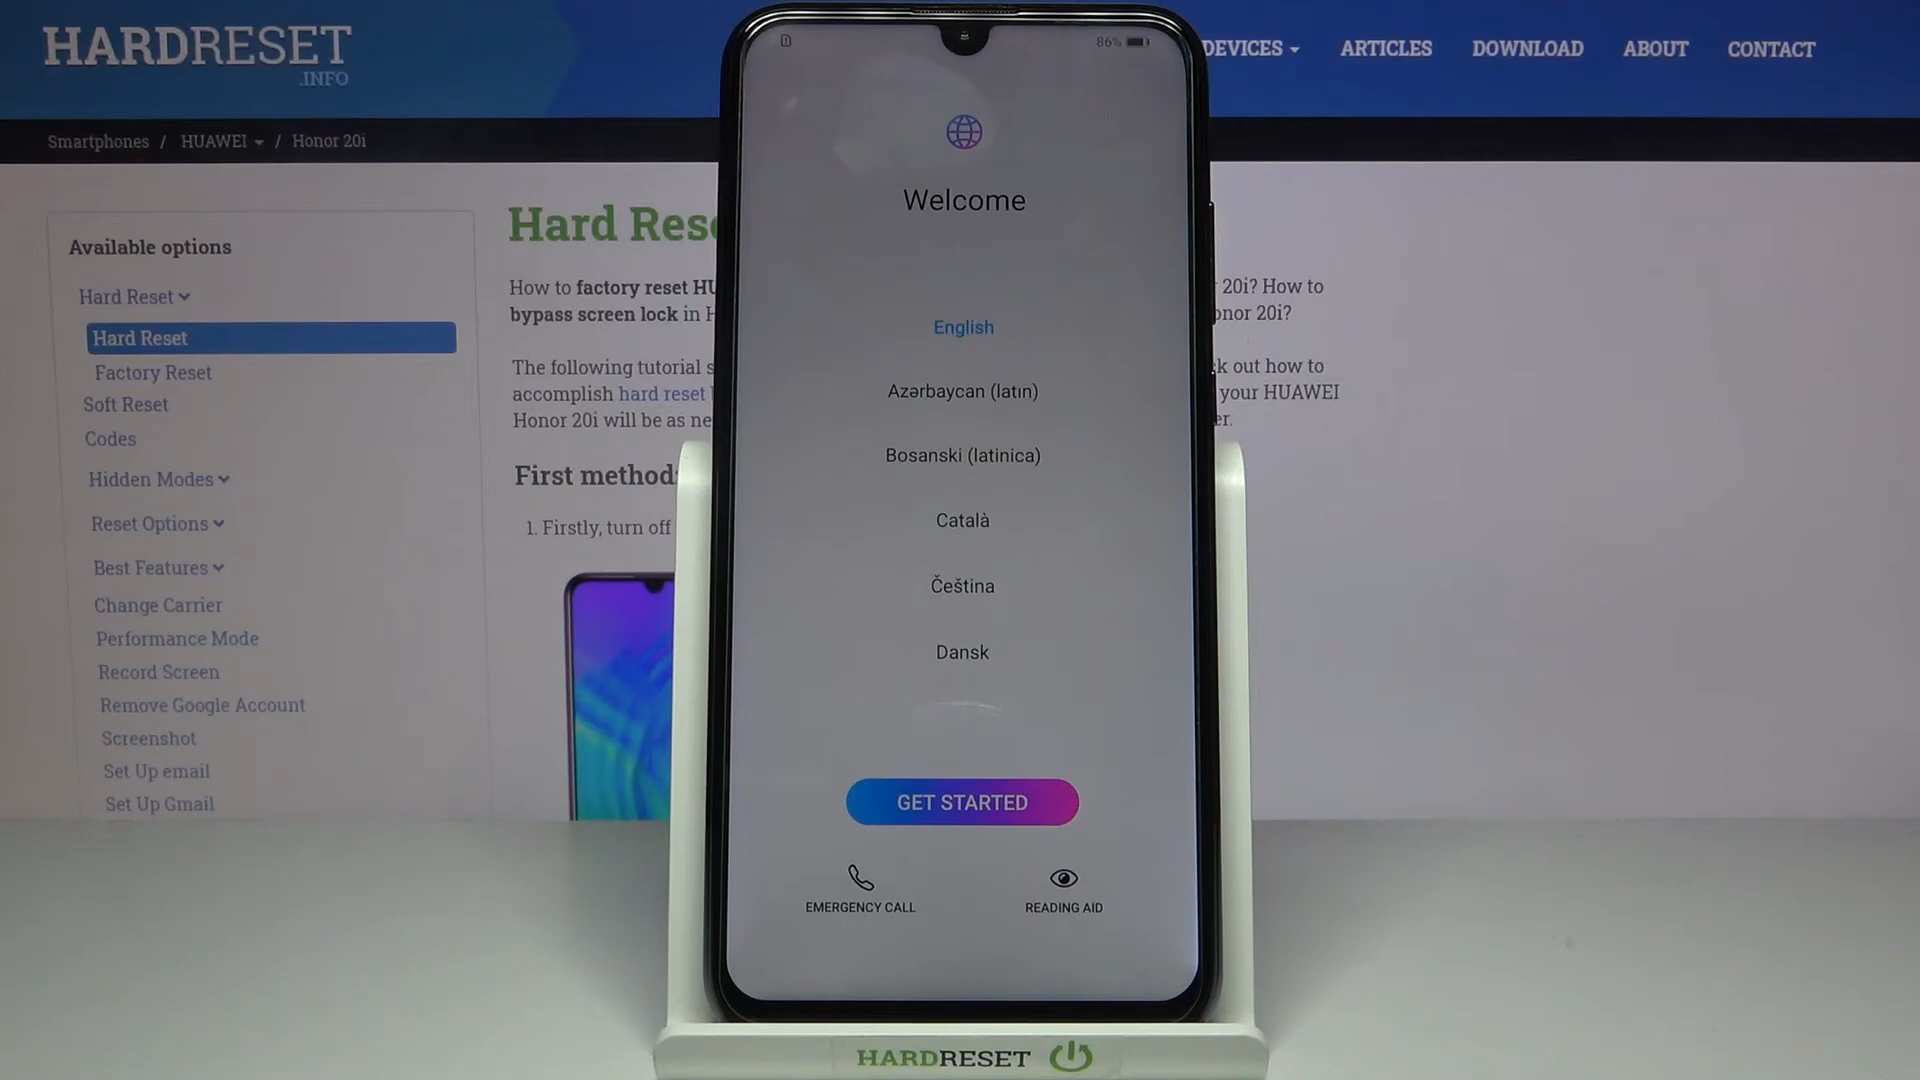 HARDRESET
.INFO
DEVICES
ARTICLES
DOWNLOAD
ABOUT
CONTACT
Smartphones / HUAWEI / Honor 20i
Available options
Hard Reset
Hard Reset
Factory Reset
Soft Reset
Codes
Hidden Modes
Reset Options
Best Features
Change Carrier
Performance Mode
Record Screen
Remove Google Account
Screenshot
Set Up email
Set Up Gmail
Hard Res
How to factory reset HU
20i? How to
bypass screen lock in H
onor 20i?
The following tutorial s
k out how to
accomplish hard reset
your HUAWEI
Honor 20i will be as ne
er.
First method:
1. Firstly, turn off
86%
Welcome
English
Azərbaycan (latın)
Bosanski (latinica)
Català
Čeština
Dansk
GET STARTED
EMERGENCY CALL
READING AID
HARDRESET